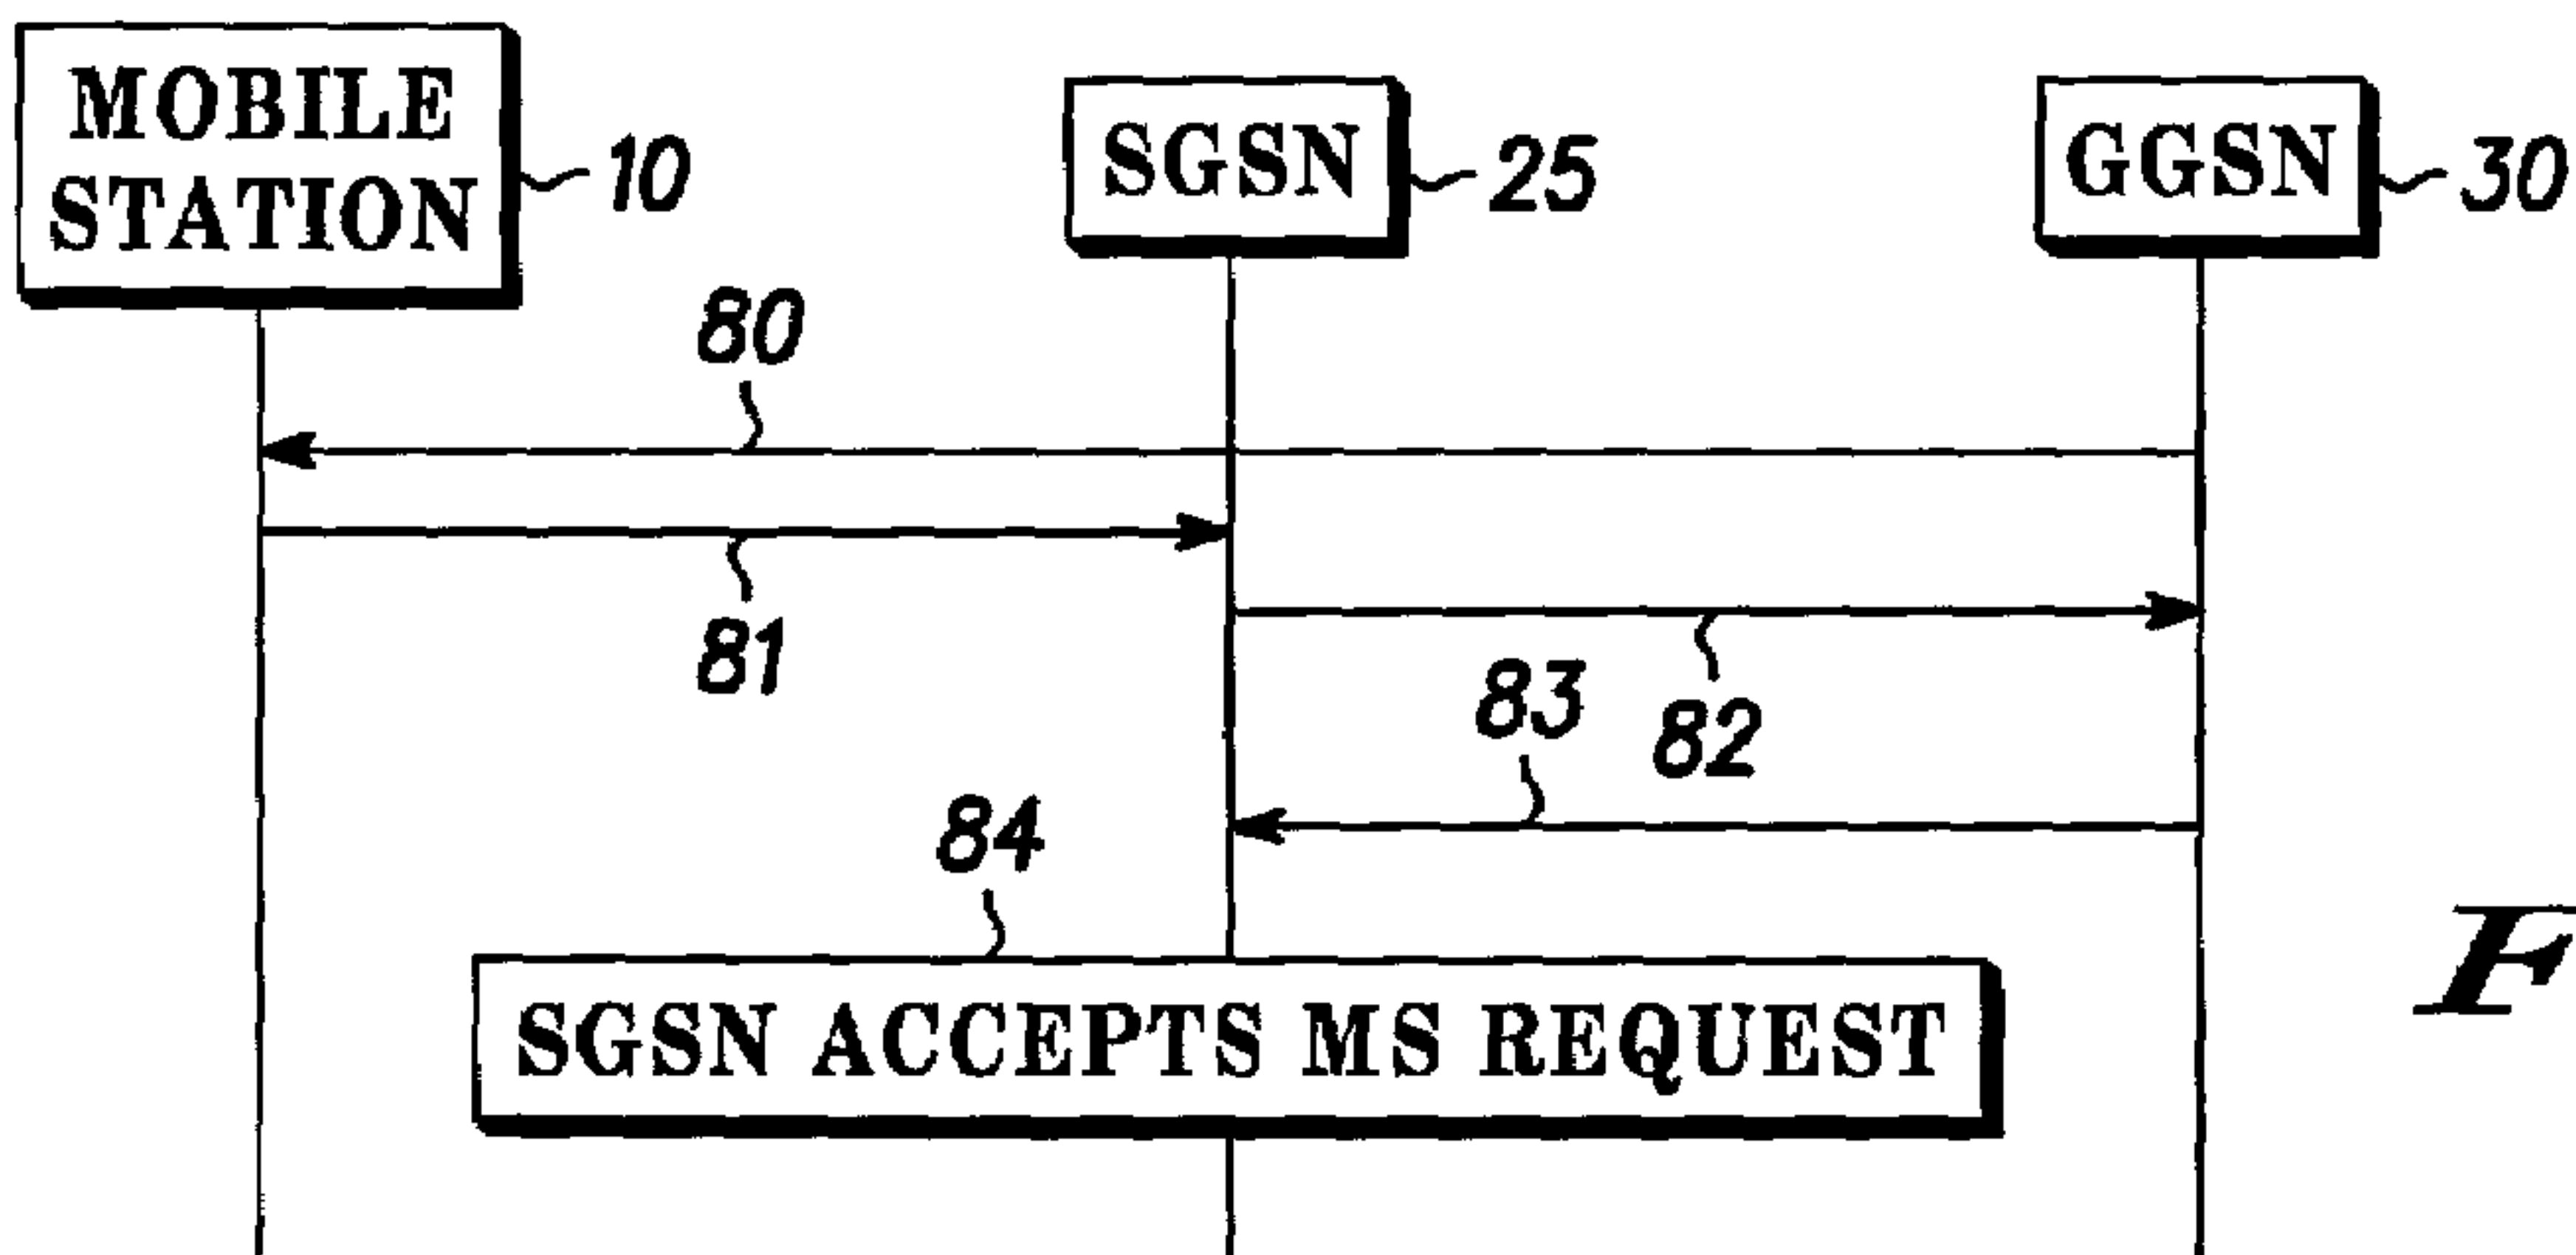 MOBILE
STATION
10
SGSN
25
GGSN
30
80
81
82
83
84
SGSN ACCEPTS MS REQUEST
F